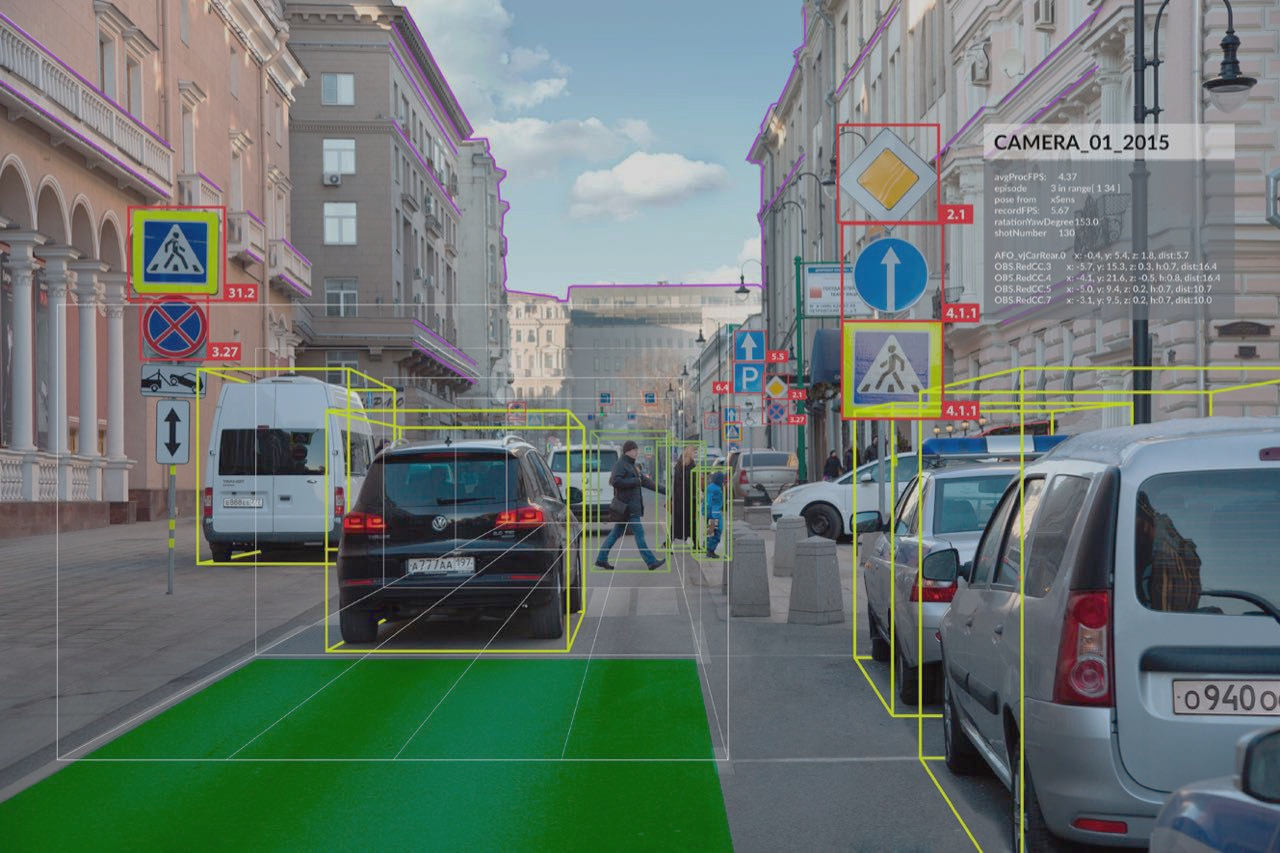 CAMERA_01_2015
avgProcFPS: 4.37
episode 3 in range[ 1 34 ]
pose from xSens
recordFPS: 5.67
ratationYawDegree 153.0
shotNumber 130
AFO_vjCarRear.0 x: -0.4, y: 5.4, z: 1.8, dist:5.7
OBS.RedCC.3 x: -5.7, y: 15.3, z: 0.3, h:0.7, dist:16.4
OBS.RedCC.4 x: -4.1, y: 21.6, z: -0.5, h:0.8, dist:16.4
OBS.RedCC.5 x: -5.0, y: 9.4, z: 0.2, h:0.7, dist:10.7
OBS.RedCC.7 x: -3.1, y: 9.5, z: 0.2, h:0.7, dist:10.0
2.1
31.2
4.1.1
3.27
5.5
P
6.4
2.1
3.27
4.1.1
А777АА 197
О940О